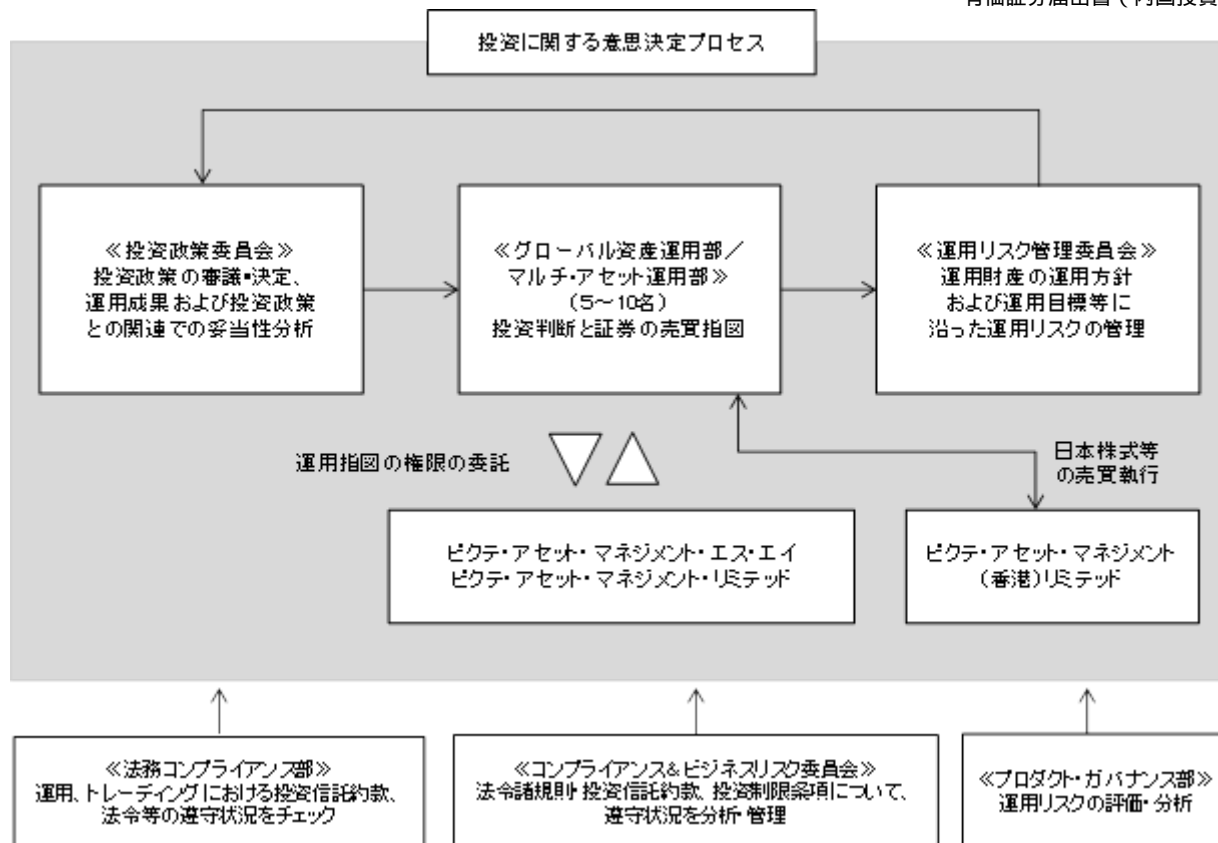 有価証券届出書(内国投資
投資に関する意思決定プロセス
≪投資政策委員会≫
投資政策の審議・決定、
運用成果および投資政策
との関連での妥当性分析
≪グローバル資産運用部/
マルチ・アセット運用部≫
(5~10名)
投資判断と証券の売買指図
≪運用リスク管理委員会≫
運用財産の運用方針
および運用目標等に
沿った運用リスクの管理
運用指図の権限の委託
日本株式等
の売買執行
ピクテ・アセット・マネジメント・エス・エイ
ピクテ・アセット・マネジメント・リミテッド
ピクテ・アセット・マネジメント
(香港)リミテッド
≪法務コンプライアンス部≫
運用、トレーディングにおける投資信託約款、
法令等の遵守状況をチェック
≪コンプライアンス&ビジネスリスク委員会≫
法令諸規則・投資信託約款、投資制限条項について、
遵守状況を分析・管理
≪プロダクト・ガバナンス部≫
運用リスクの評価・分析